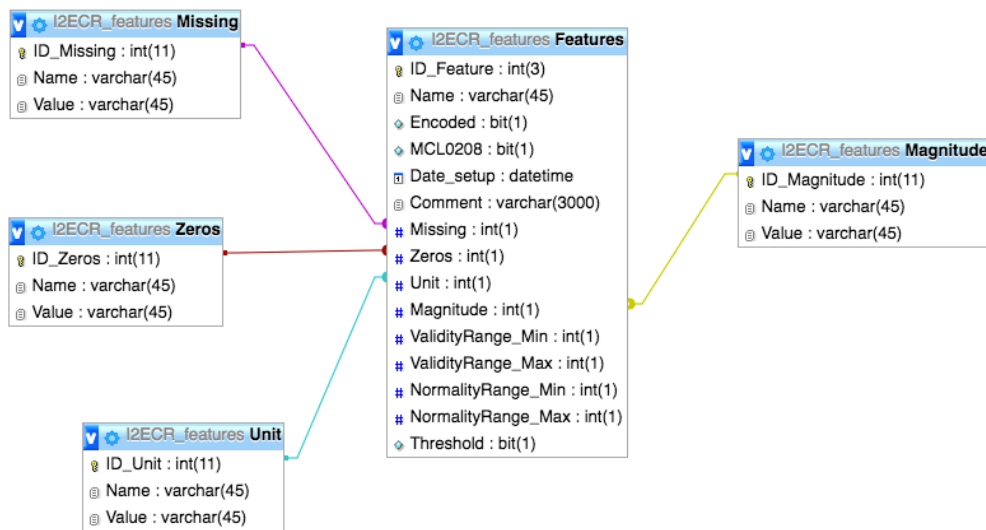 I2ECR_features Missing
ID_Missing : int(11)
Name : varchar(45)
Value : varchar(45)
I2ECR_features Zeros
ID_Zeros : int(11)
Name : varchar(45)
Value : varchar(45)
I2ECR_features Unit
ID_Unit : int(11)
Name : varchar(45)
Value : varchar(45)
I2ECR_features Features
ID_Feature : int(3)
Name : varchar(45)
Encoded : bit(1)
MCL0208 : bit(1)
Date_setup : datetime
Comment : varchar(3000)
# Missing : int(1)
# Zeros : int(1)
# Unit : int(1)
# Magnitude : int(1)
# ValidityRange_Min : int(1)
# ValidityRange_Max : int(1)
# NormalityRange_Min : int(1)
# NormalityRange_Max : int(1)
Threshold : bit(1)
I2ECR_features Magnitude
ID_Magnitude : int(11)
Name : varchar(45)
Value : varchar(45)